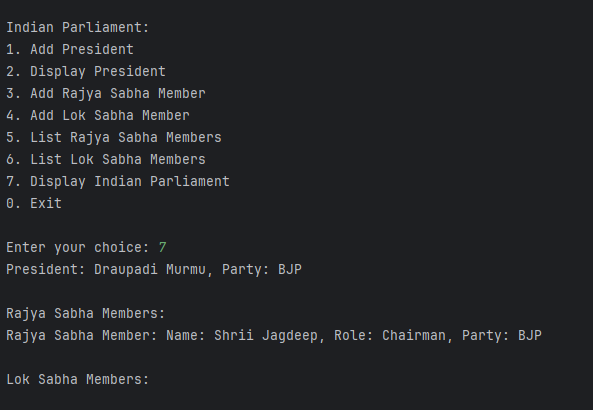 Indian Parliament:
1. Add President
2. Display President
3. Add Rajya Sabha Member
4. Add Lok Sabha Member
5. List Rajya Sabha Members
6. List Lok Sabha Members
7. Display Indian Parliament
0. Exit
Enter your choice: 7
President: Draupadi Murmu, Party: BJP
Rajya Sabha Members:
Rajya Sabha Member: Name: Shrii Jagdeep, Role: Chairman, Party: BJP
Lok Sabha Members: